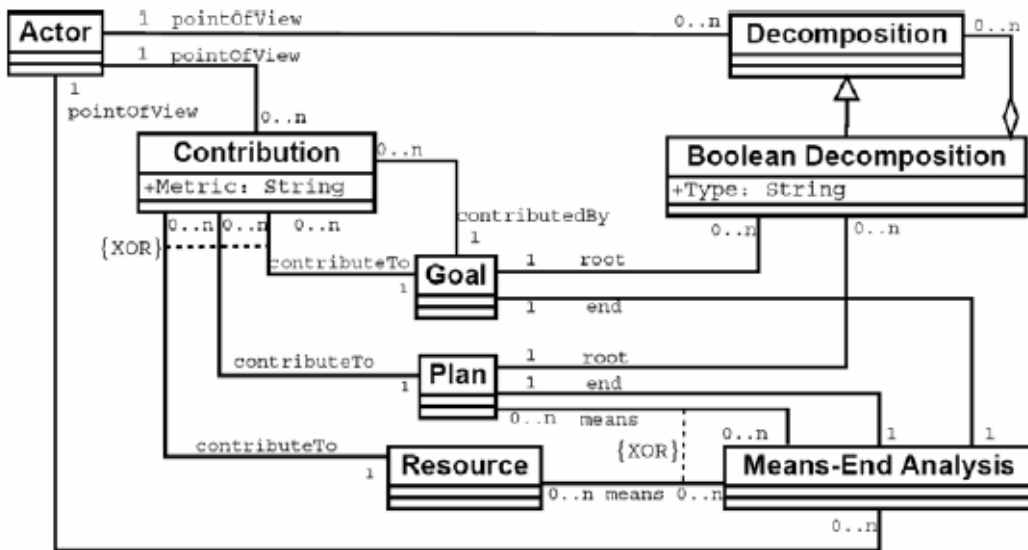 Actor
1 pointOfView
0..n
Decomposition
0..n
1 pointOfView
1
pointOfView
0..n
Contribution
+Metric: String
0..n
Boolean Decomposition
+Type: String
0..n 0..n 0..n
{XOR}
contributedBy
1
0..n
0..n
contributeTo
1
Goal
1 root
1 end
contributeTo
1
Plan
1 root
1 end
0..n means
0..n
1
1
{XOR}
contributeTo
1
Resource
0..n means 0..n
Means-End Analysis
0..n